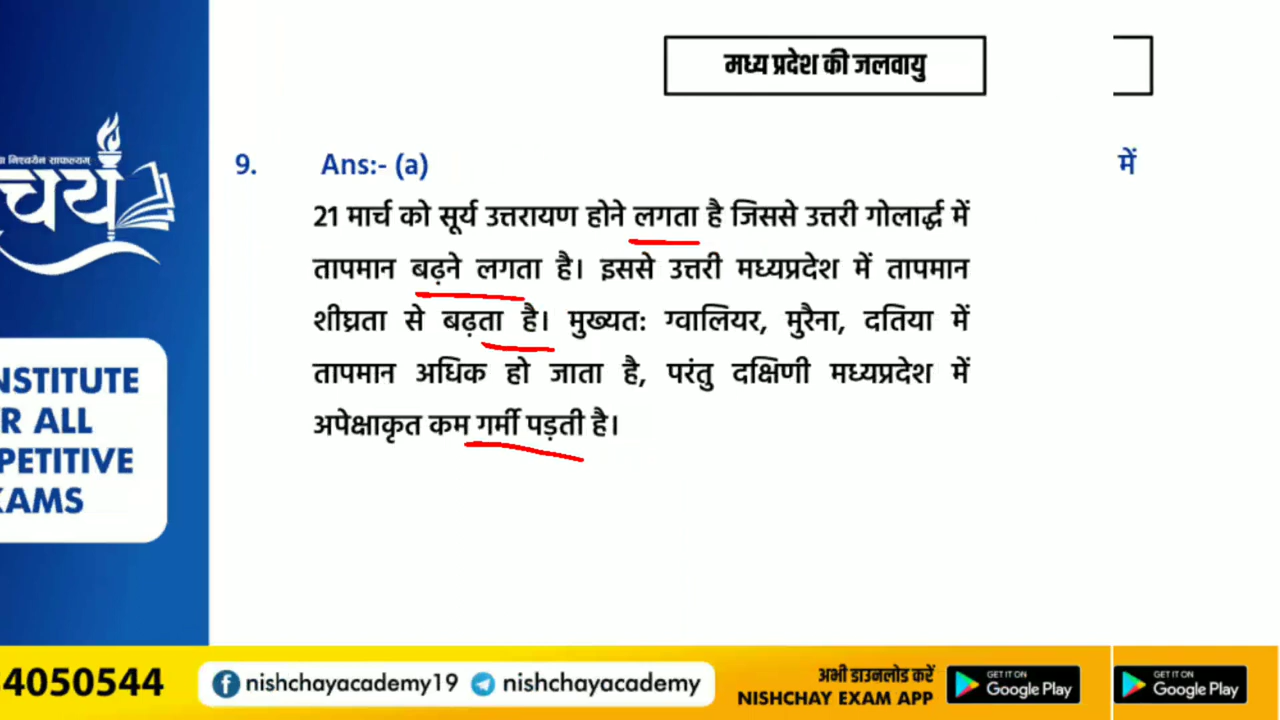 मध्य प्रदेश की जलवायु
9. Ans:- (a)
में
21 मार्च को सूर्य उत्तरायण होने लगता है जिससे उत्तरी गोलार्द्ध में
तापमान बढ़ने लगता है। इससे उत्तरी मध्यप्रदेश में तापमान
शीघ्रता से बढ़ता है। मुख्यत: ग्वालियर, मुरैना, दतिया में
तापमान अधिक हो जाता है, परंतु दक्षिणी मध्यप्रदेश में
अपेक्षाकृत कम गर्मी पड़ती है।
चय
NSTITUTE
R ALL
PETITIVE
XAMS
4050544
nishchayacademy19 nishchayacademy
अभी डाउनलोड करें
NISHCHAY EXAM APP
GET IT ON
Google Play
GET IT ON
Google Play